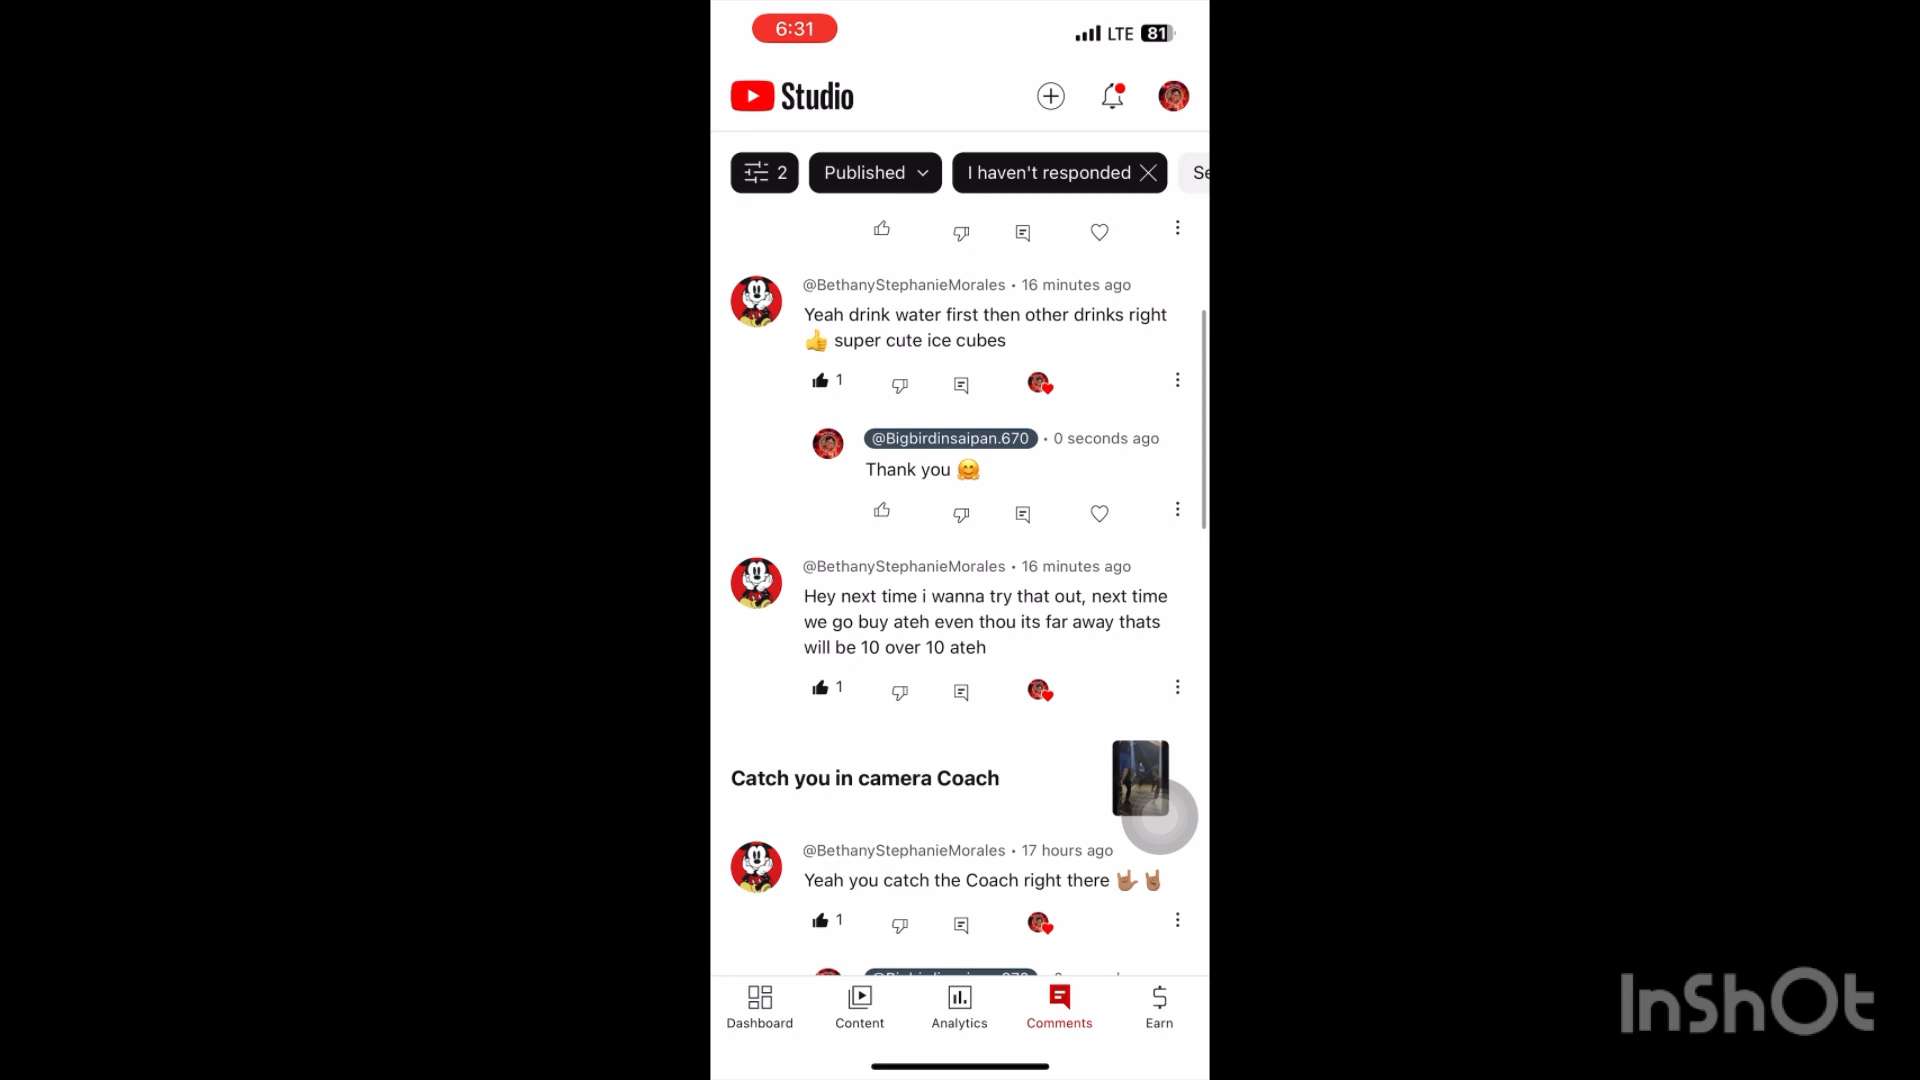 6:31
LTE 81
Studio
2
Published
I haven't responded
Se
@BethanyStephanieMorales • 16 minutes ago
Yeah drink water first then other drinks right
👍 super cute ice cubes
1
@Bigbirdinsaipan.670 • 0 seconds ago
Thank you 🤗
@BethanyStephanieMorales • 16 minutes ago
Hey next time i wanna try that out, next time
we go buy ateh even thou its far away thats
will be 10 over 10 ateh
1
Catch you in camera Coach
@BethanyStephanieMorales • 17 hours ago
Yeah you catch the Coach right there 🤟🏽🤘🏽
1
Dashboard
Content
Analytics
Comments
Earn
InShOt